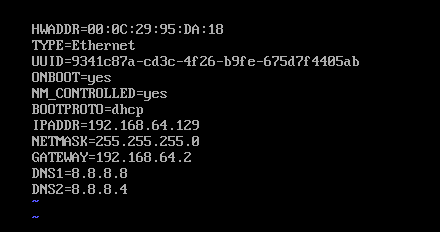 HWADDR=00:0C:29:95:DA:18
TYPE=Ethernet
UUID=9341c87a-cd3c-4f26-b9fe-675d7f4405ab
ONBOOT=yes
NM_CONTROLLED=yes
BOOTPROTO=dhcp
IPADDR=192.168.64.129
NETMASK=255.255.255.0
GATEWAY=192.168.64.2
DNS1=8.8.8.8
DNS2=8.8.8.4
~
~